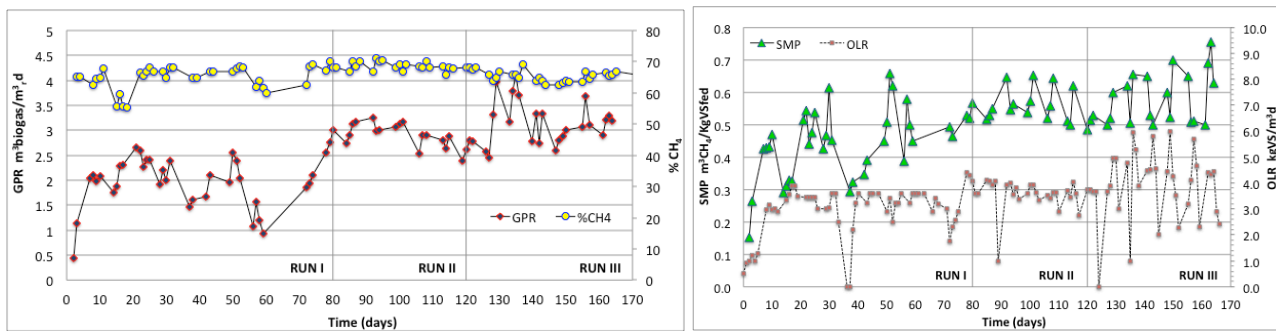 GPR m³biogas/m³,d
5
4.5
4
3.5
3
2.5
2
1.5
1
0.5
0
80
70
60
50
40
30
20
10
0
% CH₄
GPR
%CH4
RUN I
RUN II
RUN III
0 10 20 30 40 50 60 70 80 90 100 110 120 130 140 150 160 170
Time (days)
SMP m³CH₄/KgVSfed
0.8
0.7
0.6
0.5
0.4
0.3
0.2
0.1
0.0
SMP
OLR
10.0
9.0
8.0
7.0
6.0
5.0
4.0
3.0
2.0
1.0
0.0
OLR kgVS/m³d
RUN I
RUN II
RUN III
0 10 20 30 40 50 60 70 80 90 100 110 120 130 140 150 160 170
Time (days)